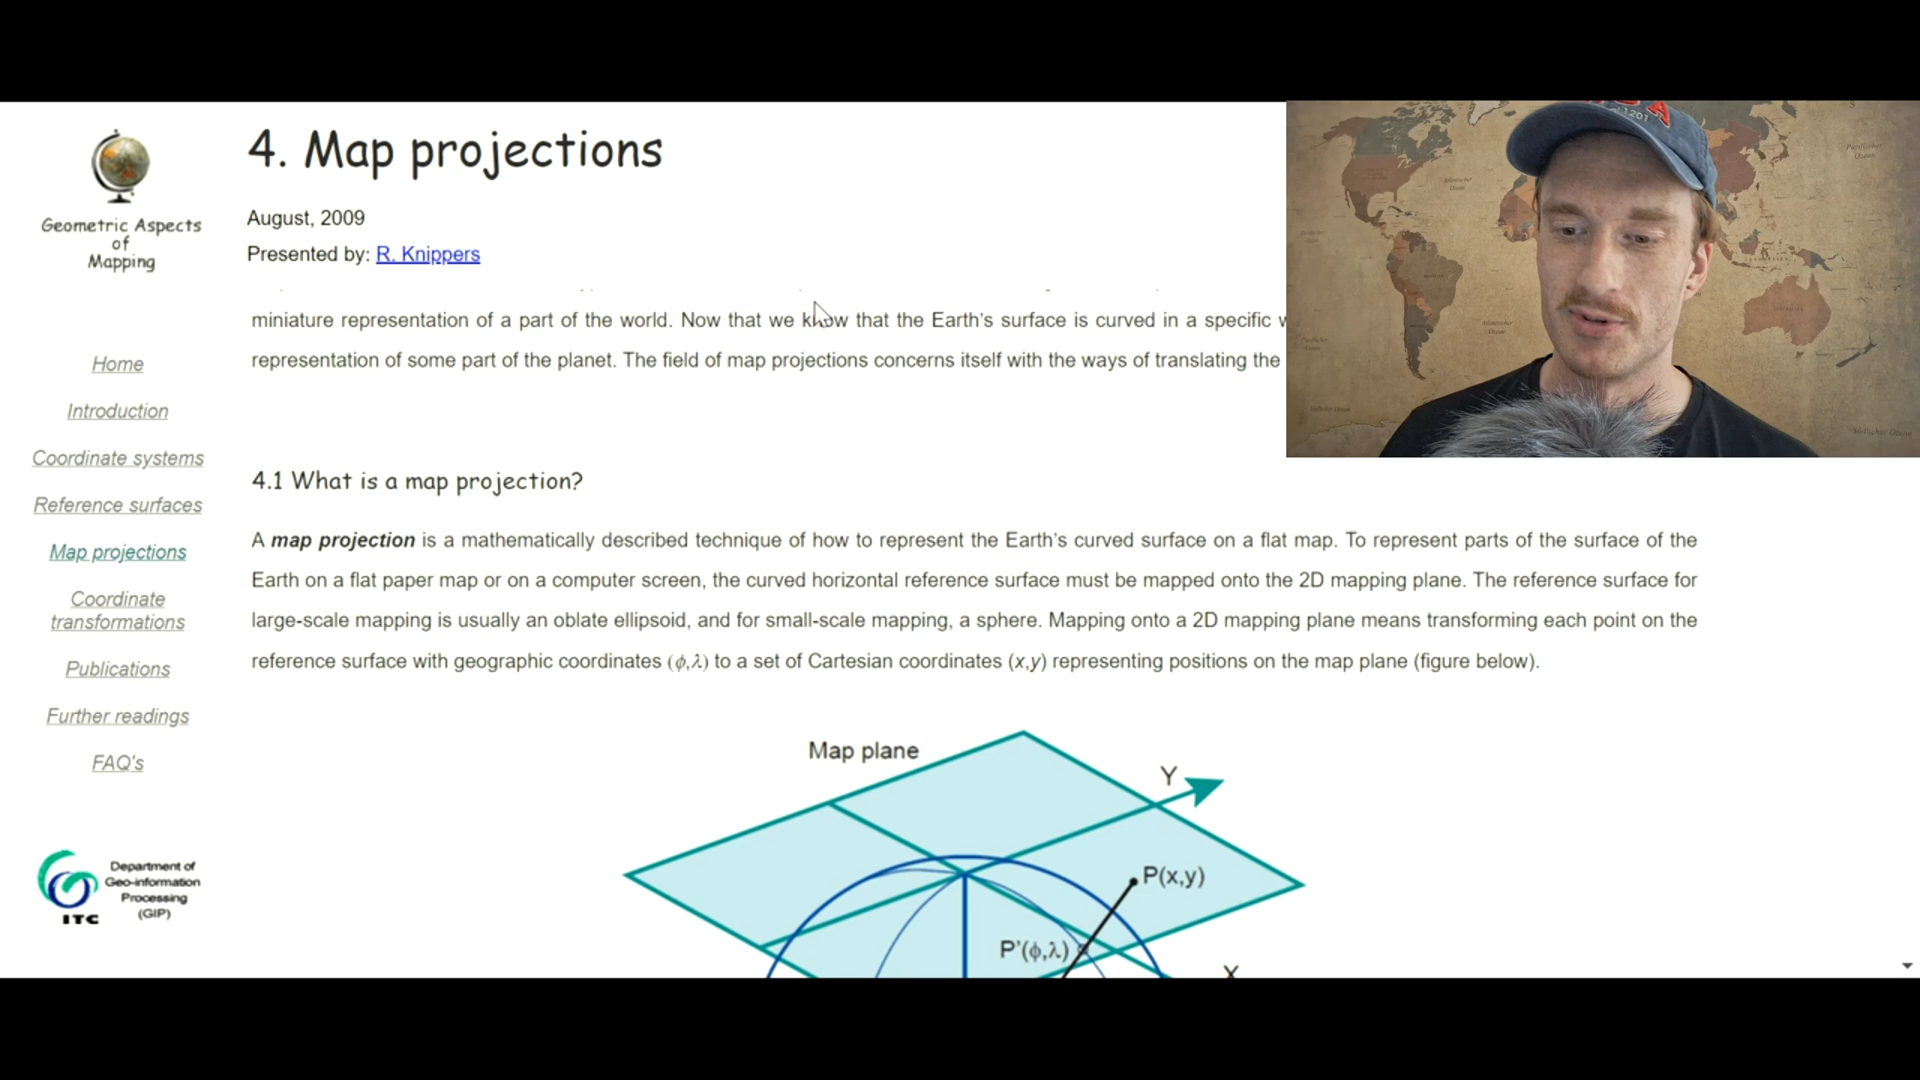 4. Map projections
August, 2009
Presented by: R. Knippers
Geometric Aspects
of
Mapping
Home
Introduction
Coordinate systems
Reference surfaces
Map projections
Coordinate
transformations
Publications
Further readings
FAQ's
Department of
Geo-information
Processing
(GIP)
ITC
miniature representation of a part of the world. Now that we know that the Earth's surface is curved in a specific
representation of some part of the planet. The field of map projections concerns itself with the ways of translating the
4.1 What is a map projection?
A map projection is a mathematically described technique of how to represent the Earth's curved surface on a flat map. To represent parts of the surface of the
Earth on a flat paper map or on a computer screen, the curved horizontal reference surface must be mapped onto the 2D mapping plane. The reference surface for
large-scale mapping is usually an oblate ellipsoid, and for small-scale mapping, a sphere. Mapping onto a 2D mapping plane means transforming each point on the
reference surface with geographic coordinates (ϕ,λ) to a set of Cartesian coordinates (x,y) representing positions on the map plane (figure below).
Map plane
Y
P(x,y)
P'(ϕ,λ)
X
1201